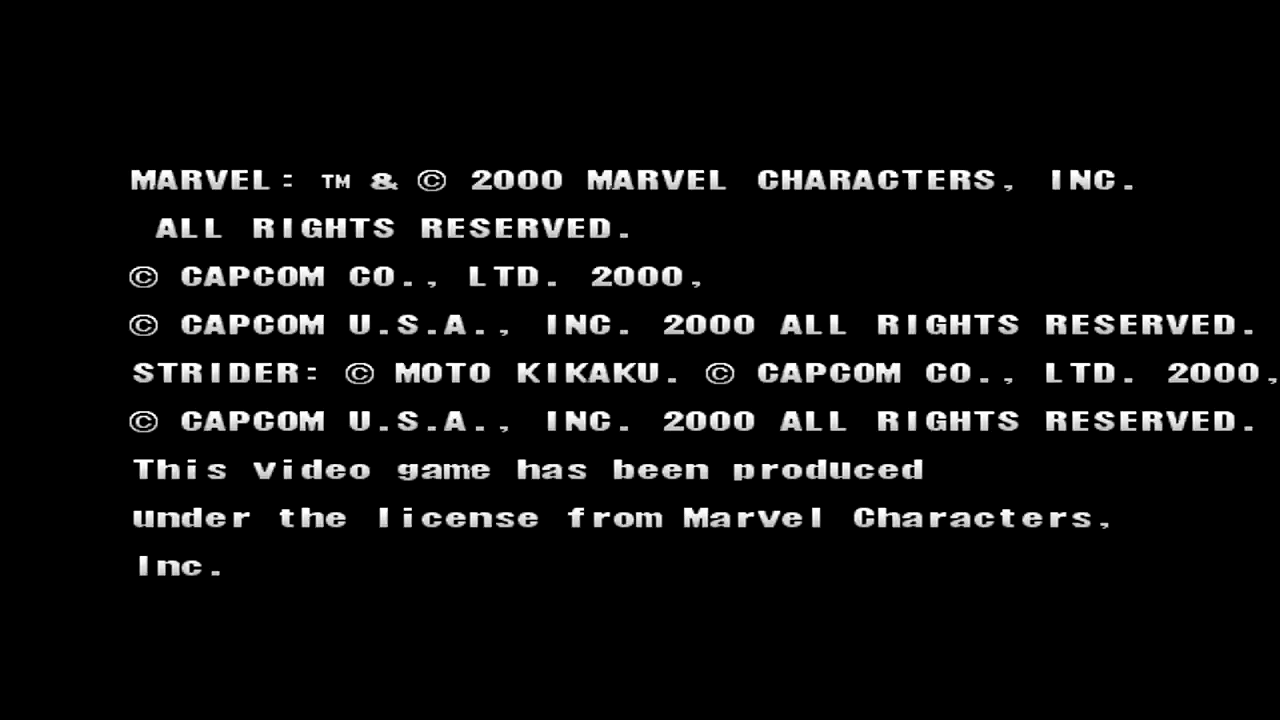 MARVEL: ™ & © 2000 MARVEL CHARACTERS, INC.
ALL RIGHTS RESERVED.
© CAPCOM CO., LTD. 2000,
© CAPCOM U.S.A., INC. 2000 ALL RIGHTS RESERVED.
STRIDER: © MOTO KIKAKU. © CAPCOM CO., LTD. 2000,
© CAPCOM U.S.A., INC. 2000 ALL RIGHTS RESERVED.
This video game has been produced
under the license from Marvel Characters,
Inc.